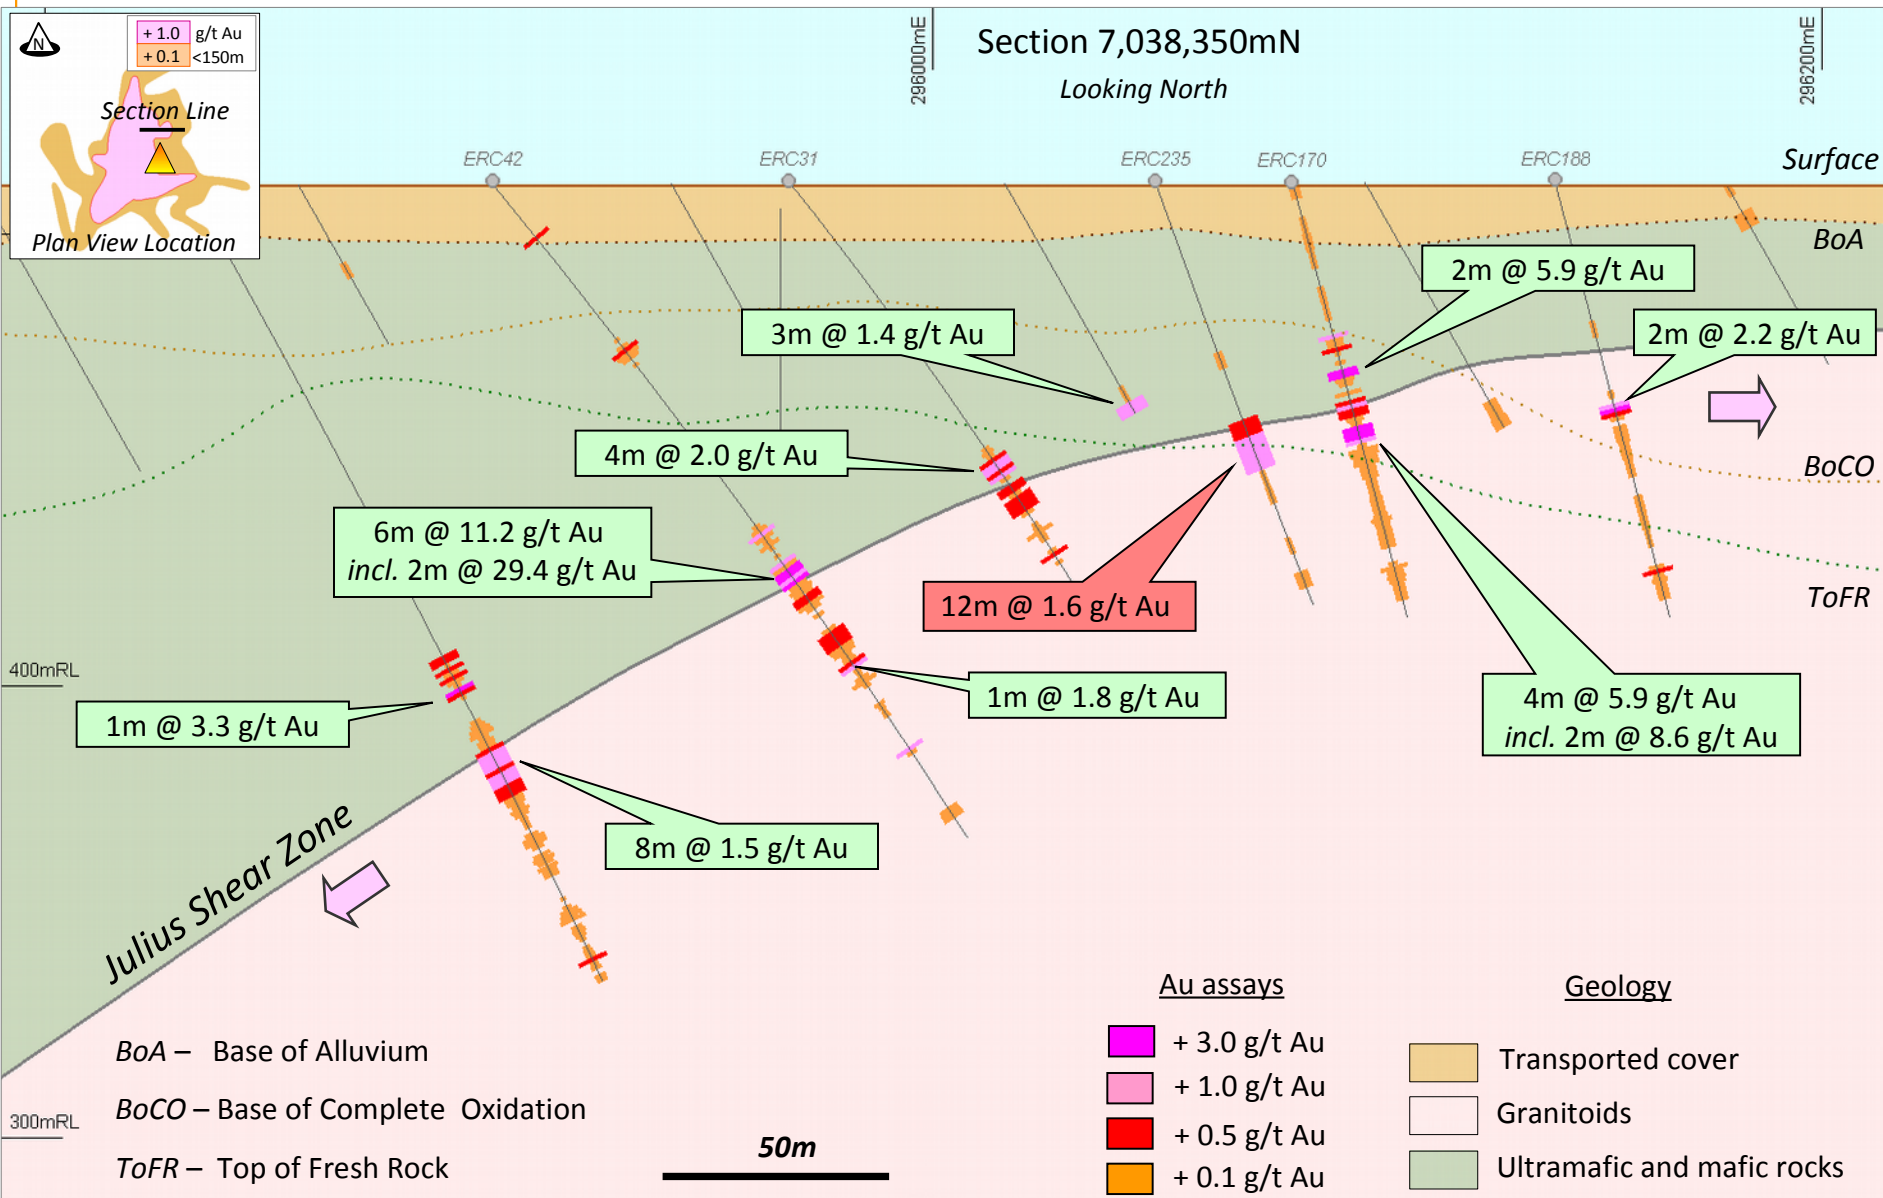 N
+ 1.0 g/t Au
+ 0.1 <150m
Section Line
Plan View Location
Section 7,038,350mN
Looking North
296000mE
296200mE
ERC42
ERC31
ERC235
ERC170
ERC188
Surface
BoA
2m @ 5.9 g/t Au
3m @ 1.4 g/t Au
2m @ 2.2 g/t Au
4m @ 2.0 g/t Au
BoCO
6m @ 11.2 g/t Au
incl. 2m @ 29.4 g/t Au
12m @ 1.6 g/t Au
ToFR
400mRL
1m @ 3.3 g/t Au
1m @ 1.8 g/t Au
4m @ 5.9 g/t Au
incl. 2m @ 8.6 g/t Au
8m @ 1.5 g/t Au
Julius Shear Zone
300mRL
BoA – Base of Alluvium
BoCO – Base of Complete Oxidation
ToFR – Top of Fresh Rock
50m
Au assays
+ 3.0 g/t Au
+ 1.0 g/t Au
+ 0.5 g/t Au
+ 0.1 g/t Au
Geology
Transported cover
Granitoids
Ultramafic and mafic rocks